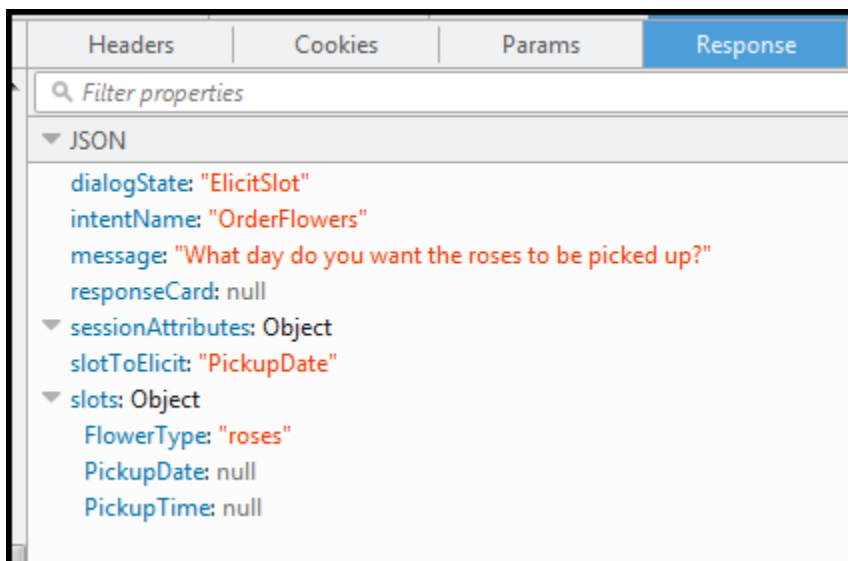 Headers Cookies Params Response
Filter properties
JSON
dialogState: "ElicitSlot"
intentName: "OrderFlowers"
message: "What day do you want the roses to be picked up?"
responseCard: null
sessionAttributes: Object
slotToElicit: "PickupDate"
slots: Object
FlowerType: "roses"
PickupDate: null
PickupTime: null